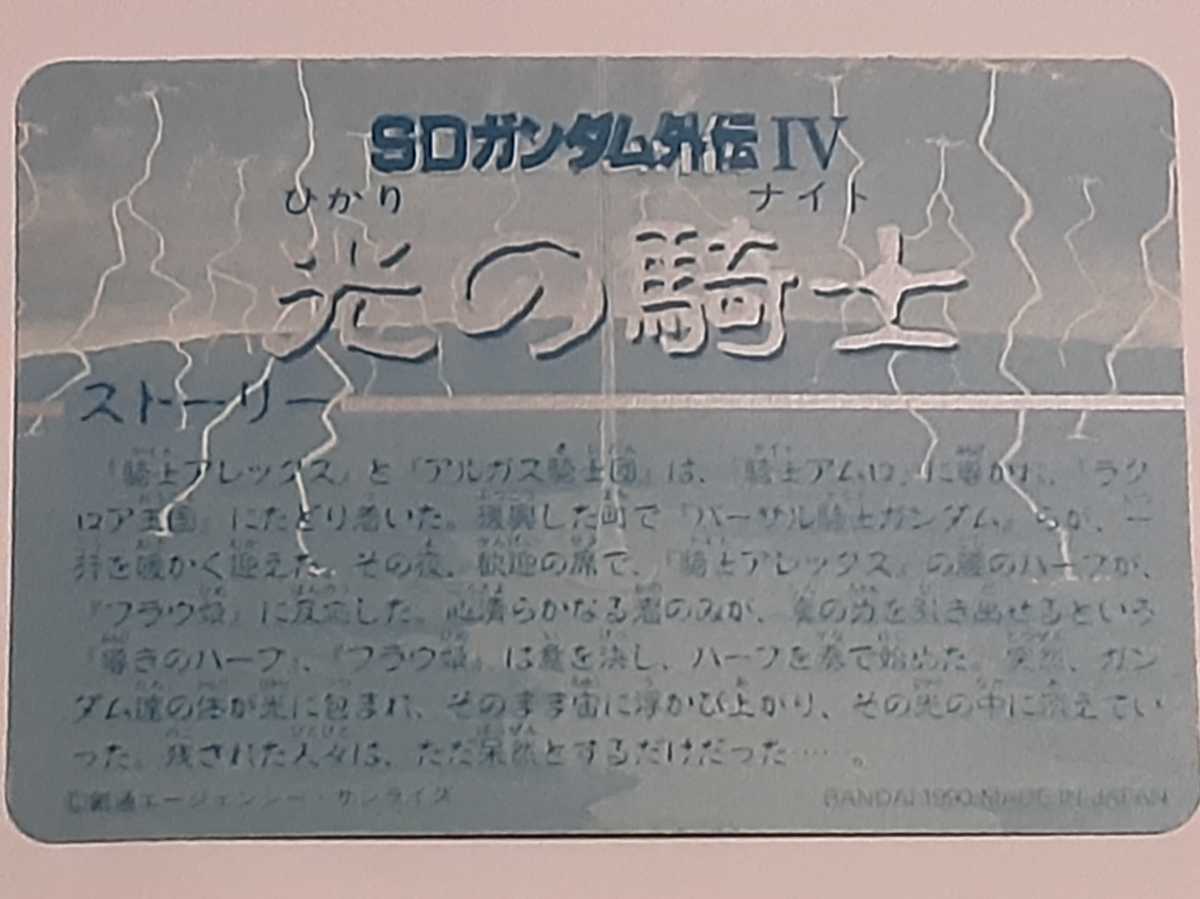 SDガンダム外伝IV
ひかり ナイト
光の騎士
ストーリー
『騎士アレックス』と『アルガス騎士団』は、『騎士アムロ』に導かれ、『ラク
ロア王国』にたどり着いた。復興した町で『バーサル騎士ガンダム』らが、一
行を暖かく迎えた。その夜、歓迎の席で、『騎士アレックス』の腰のハープが、
『フラウ姫』に反応した。心清らかなる者のみが、真の力を引き出せるという
『導きのハープ』、『フラウ姫』は意を決し、ハープを奏で始めた。突然、ガン
ダム達の体が光に包まれ、そのまま宙に浮かび上がり、その光の中に消えてい
った。残された人々は、ただ呆然とするだけだった……。
©創通エージェンシー・サンライズ BANDAI 1990 MADE IN JAPAN